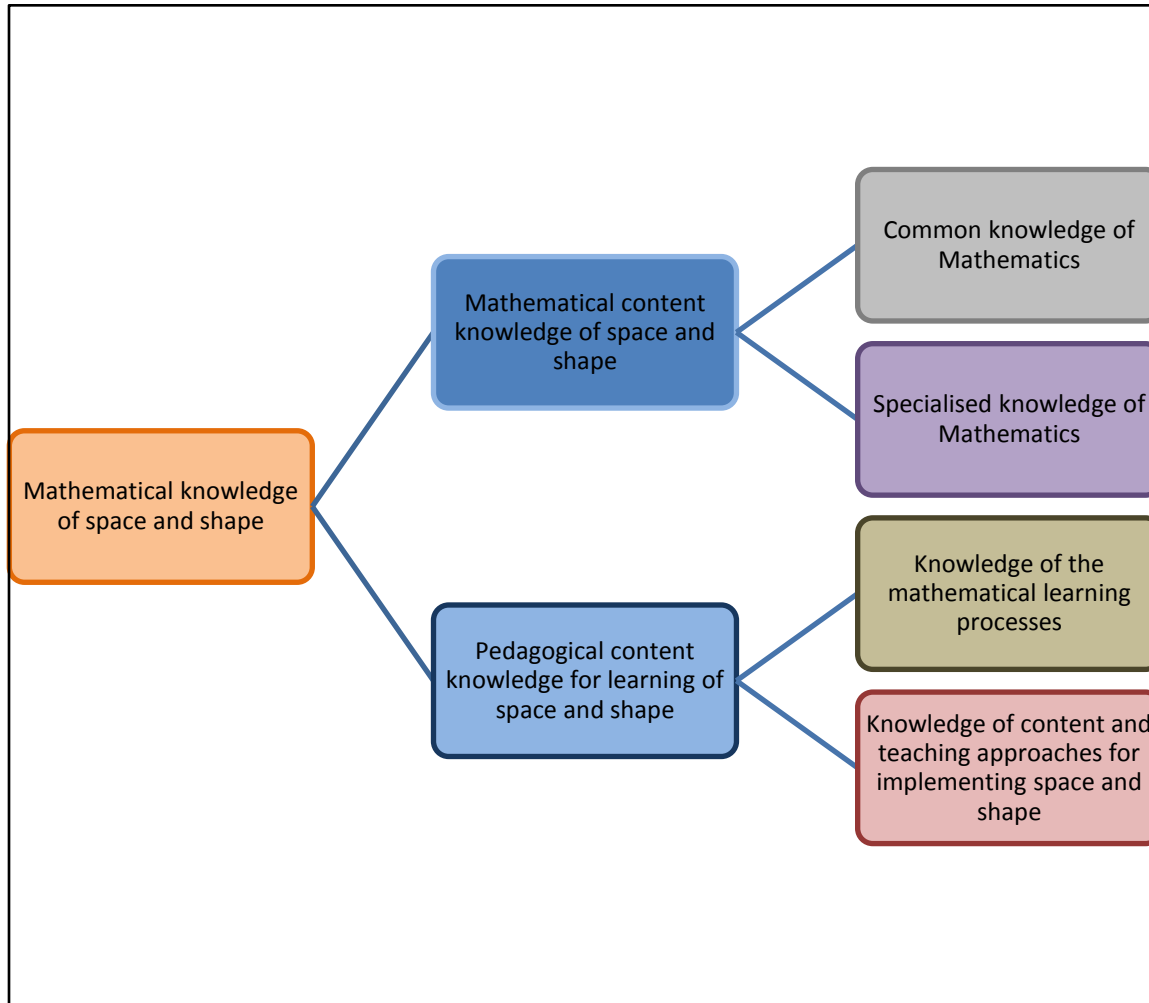 Common knowledge of
Mathematics
Mathematical content
knowledge of space and
shape
Specialised knowledge of
Mathematics
Mathematical knowledge
of space and shape
Knowledge of the
mathematical learning
processes
Pedagogical content
knowledge for learning of
space and shape
Knowledge of content and
teaching approaches for
implementing space and
shape